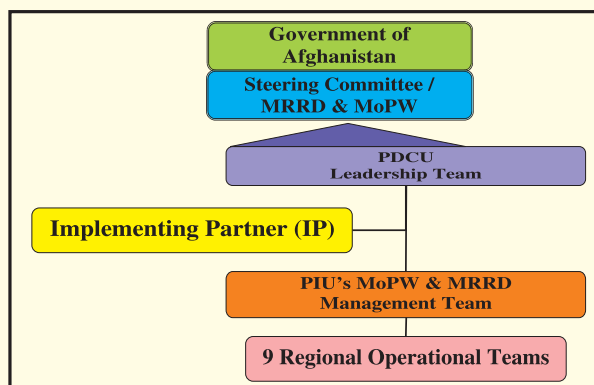 Government of
Afghanistan
Steering Committee /
MRRD & MoPW
PDCU
Leadership Team
Implementing Partner (IP)
PIU's MoPW & MRRD
Management Team
9 Regional Operational Teams